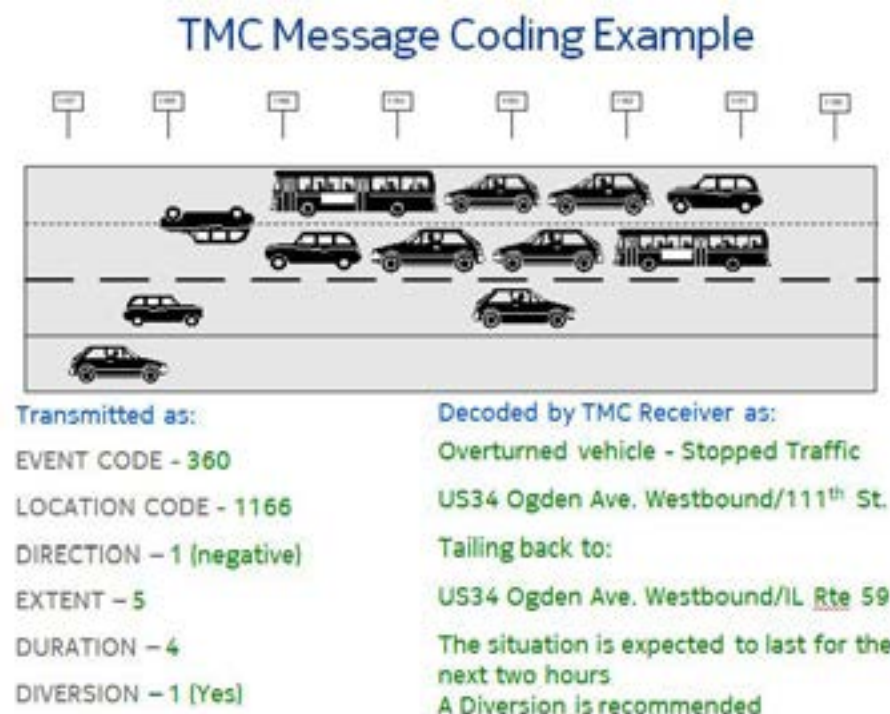 TMC Message Coding Example
Transmitted as:
EVENT CODE - 360
LOCATION CODE - 1166
DIRECTION – 1 (negative)
EXTENT – 5
DURATION – 4
DIVERSION – 1 (Yes)
Decoded by TMC Receiver as:
Overturned vehicle - Stopped Traffic
US34 Ogden Ave. Westbound/111th St.
Tailing back to:
US34 Ogden Ave. Westbound/IL Rte 59
The situation is expected to last for the
next two hours
A Diversion is recommended